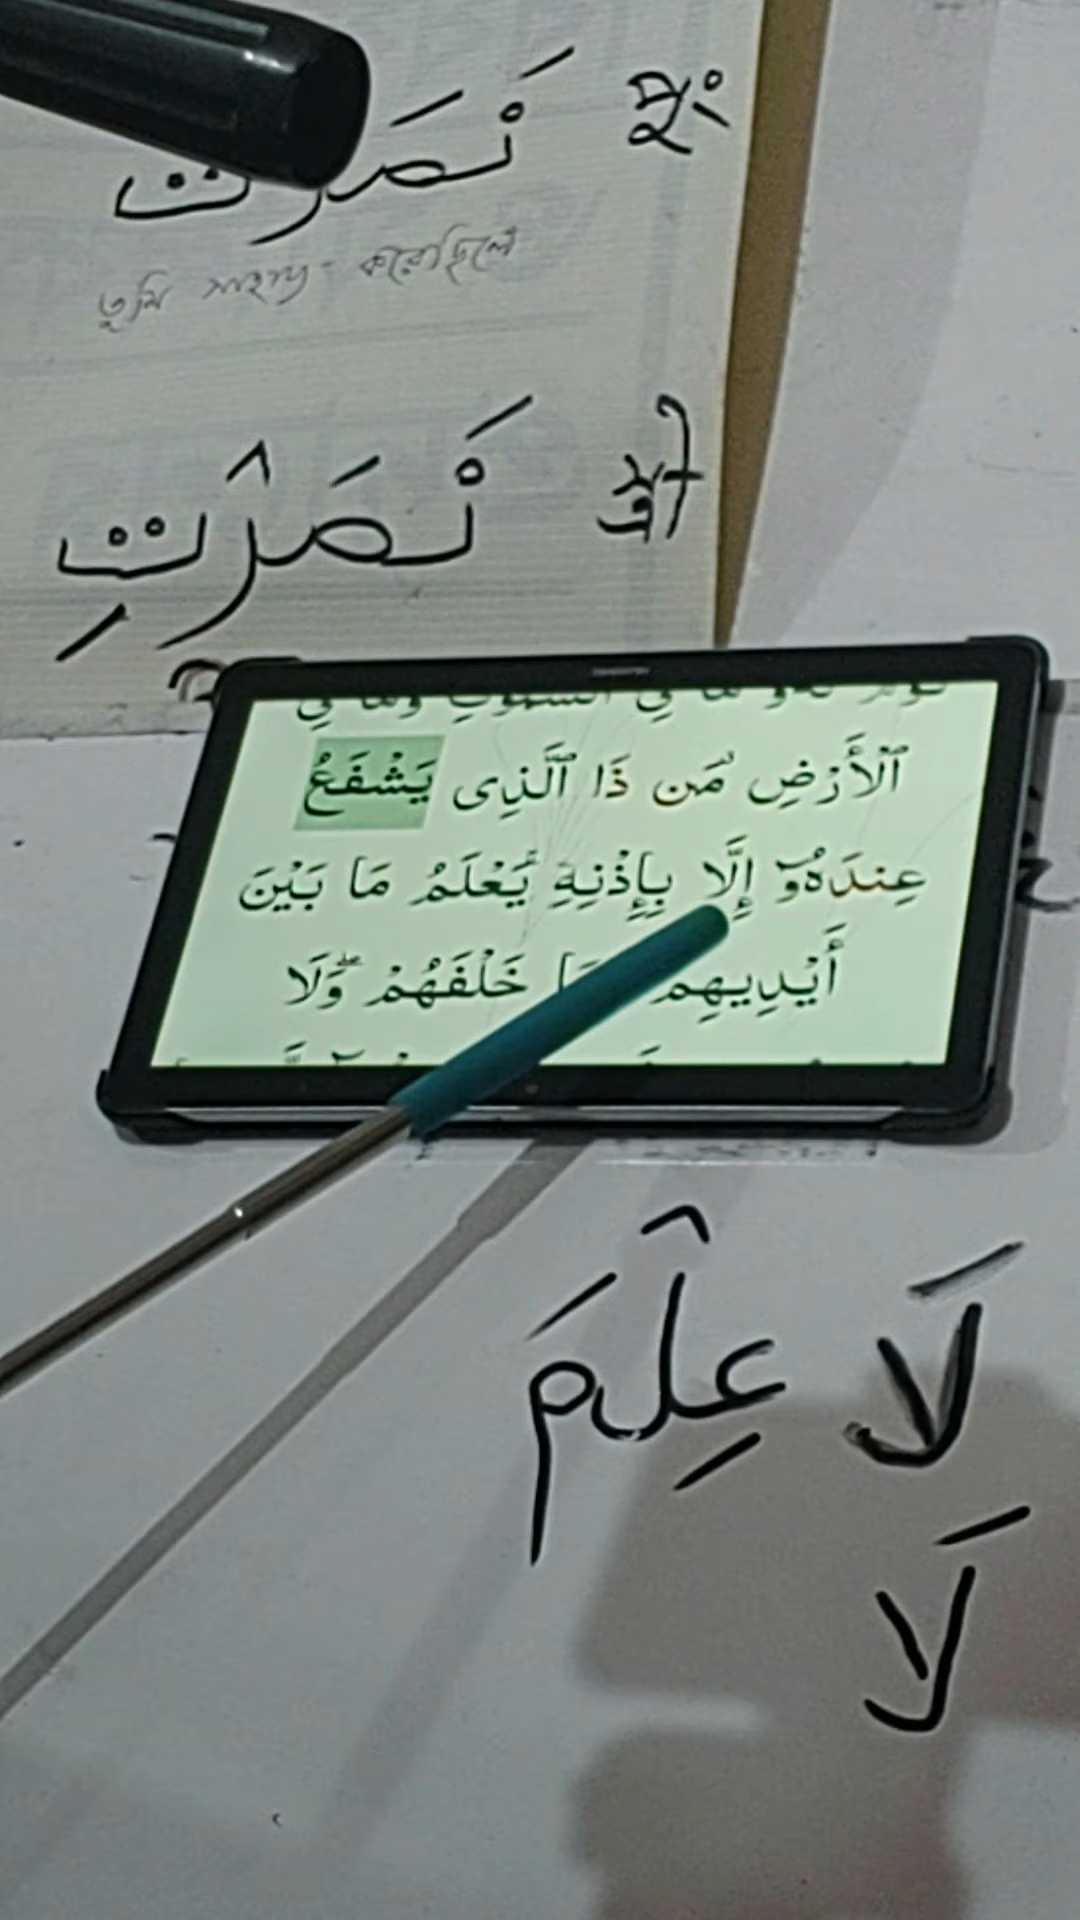 نَصَرْتَ পুং
তুমি সাহায্য - করেছিলে
نَصَرْتِ স্ত্রী
ٱلْأَرْضِ ۗ مَن ذَا ٱلَّذِى يَشْفَعُ
عِندَهُۥٓ إِلَّا بِإِذْنِهِۦ ۚ يَعْلَمُ مَا بَيْنَ
أَيْدِيهِمْ خَلْفَهُمْ ۖ وَلَا
لَا عِلْمَ
لَا